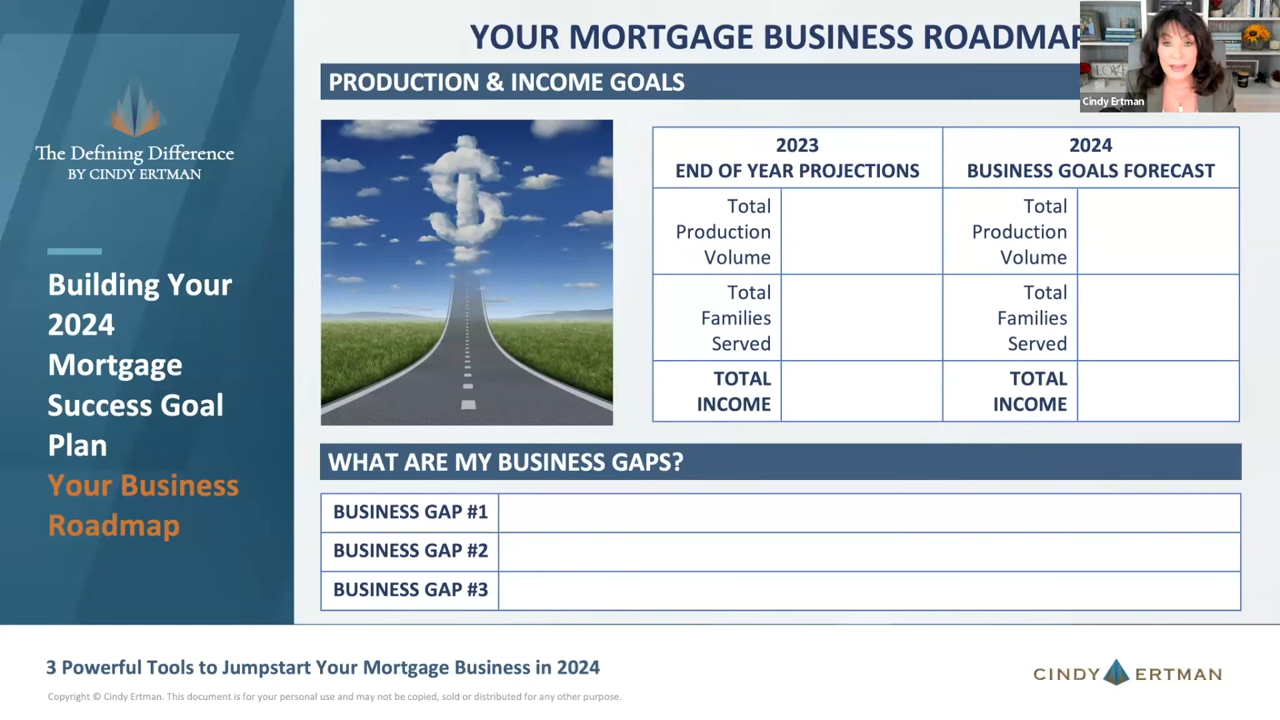 YOUR MORTGAGE BUSINESS ROADMAP
PRODUCTION & INCOME GOALS
LOVE
Cindy Ertman
The Defining Difference
BY CINDY ERTMAN
Building Your
2024
Mortgage
Success Goal
Plan
Your Business
Roadmap
2023
END OF YEAR PROJECTIONS
2024
BUSINESS GOALS FORECAST
Total
Production
Volume
Total
Production
Volume
Total
Families
Served
Total
Families
Served
TOTAL
INCOME
TOTAL
INCOME
WHAT ARE MY BUSINESS GAPS?
BUSINESS GAP #1
BUSINESS GAP #2
BUSINESS GAP #3
3 Powerful Tools to Jumpstart Your Mortgage Business in 2024
Copyright © Cindy Ertman. This document is for your personal use and may not be copied, sold or distributed for any other purpose.
CINDY ERTMAN